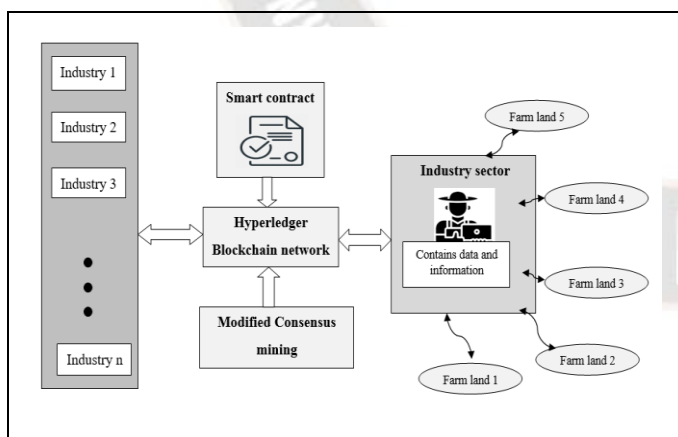 Industry 1
Industry 2
Industry 3
Industry n
Smart contract
Hyperledger
Blockchain network
Modified Consensus
mining
Industry sector
Contains data and
information
Farm land 5
Farm land 4
Farm land 3
Farm land 2
Farm land 1